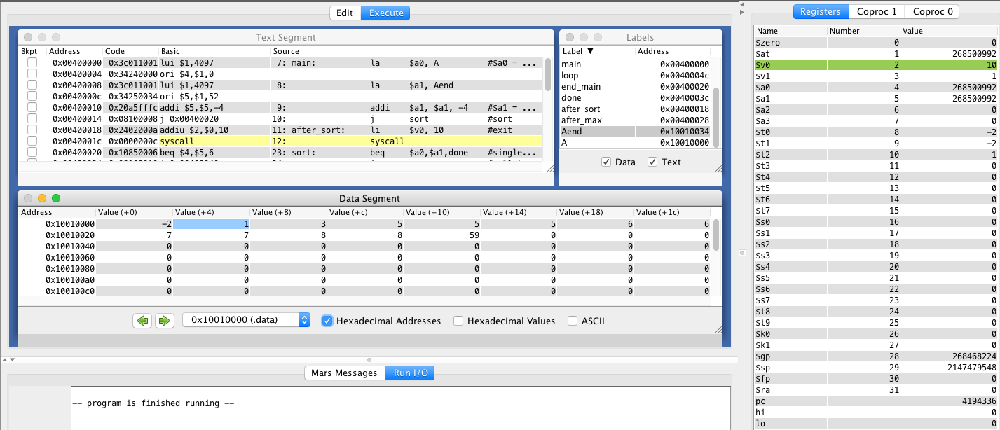 Edit Execute
Text Segment
Bkpt Address Code Basic Source
0x00400000 0x3c011001 lui $1,4097 7: main: la $a0, A #$a0 = ...
0x00400004 0x34240000 ori $4,$1,0
0x00400008 0x3c011001 lui $1,4097 8: la $a1, Aend
0x0040000c 0x34250034 ori $5,$1,52
0x00400010 0x20a5fffc addi $5,$5,-4 9: addi $a1, $a1, -4 #$a1 = ...
0x00400014 0x08100008 j 0x00400020 10: j sort #sort
0x00400018 0x2402000a addiu $2,$0,10 11: after_sort: li $v0, 10 #exit
0x0040001c 0x0000000c syscall 12: syscall
0x00400020 0x10850006 beq $4,$5,6 23: sort: beq $a0,$a1,done #single...
Labels
Label ▼ Address
main 0x00400000
loop 0x0040004c
end_main 0x00400020
done 0x0040003c
after_sort 0x00400018
after_max 0x00400028
Aend 0x10010034
A 0x10010000
Data Text
Data Segment
Address Value (+0) Value (+4) Value (+8) Value (+c) Value (+10) Value (+14) Value (+18) Value (+1c)
0x10010000 -2 1 3 5 5 5 6 6
0x10010020 7 7 8 8 59 0 0 0
0x10010040 0 0 0 0 0 0 0 0
0x10010060 0 0 0 0 0 0 0 0
0x10010080 0 0 0 0 0 0 0 0
0x100100a0 0 0 0 0 0 0 0 0
0x100100c0 0 0 0 0 0 0 0 0
0x10010000 (.data) Hexadecimal Addresses Hexadecimal Values ASCII
Mars Messages Run I/O
-- program is finished running --
Registers Coproc 1 Coproc 0
Name Number Value
$zero 0 0
$at 1 268500992
$v0 2 10
$v1 3 1
$a0 4 268500992
$a1 5 268500992
$a2 6 0
$a3 7 0
$t0 8 -2
$t1 9 -2
$t2 10 1
$t3 11 0
$t4 12 0
$t5 13 0
$t6 14 0
$t7 15 0
$s0 16 0
$s1 17 0
$s2 18 0
$s3 19 0
$s4 20 0
$s5 21 0
$s6 22 0
$s7 23 0
$t8 24 0
$t9 25 0
$k0 26 0
$k1 27 0
$gp 28 268468224
$sp 29 2147479548
$fp 30 0
$ra 31 0
pc 4194336
hi 0
lo 0